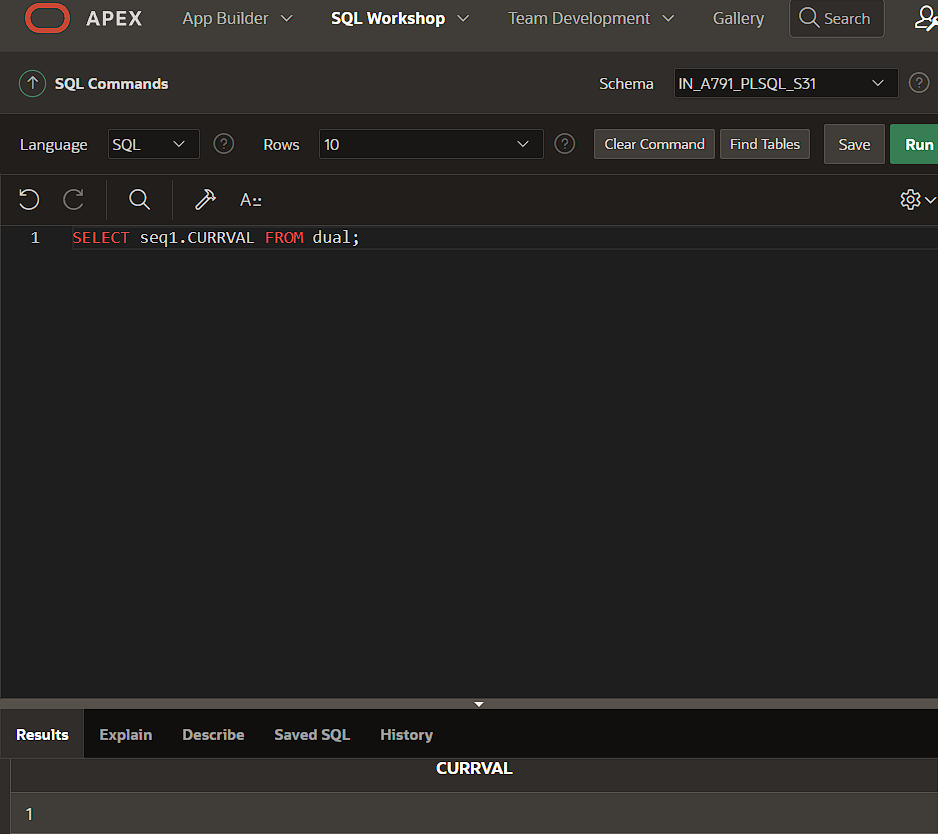 APEX App Builder SQL Workshop Team Development Gallery Search
SQL Commands Schema IN_A791_PLSQL_S31 ?
Language SQL ? Rows 10 ? Clear Command Find Tables Save Run
A::
1 SELECT seq1.CURRVAL FROM dual;
Results Explain Describe Saved SQL History
CURRVAL
1